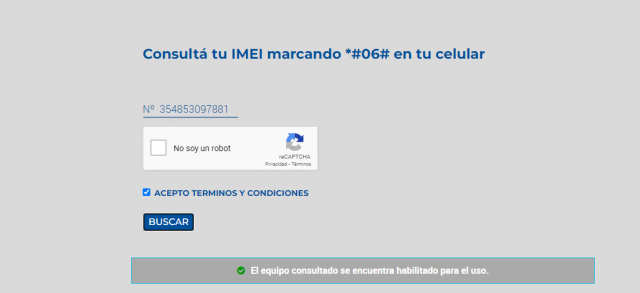 Consultá tu IMEI marcando *#06# en tu celular
Nº 354853097881
No soy un robot
reCAPTCHA
Privacidad - Términos
ACEPTO TERMINOS Y CONDICIONES
BUSCAR
El equipo consultado se encuentra habilitado para el uso.